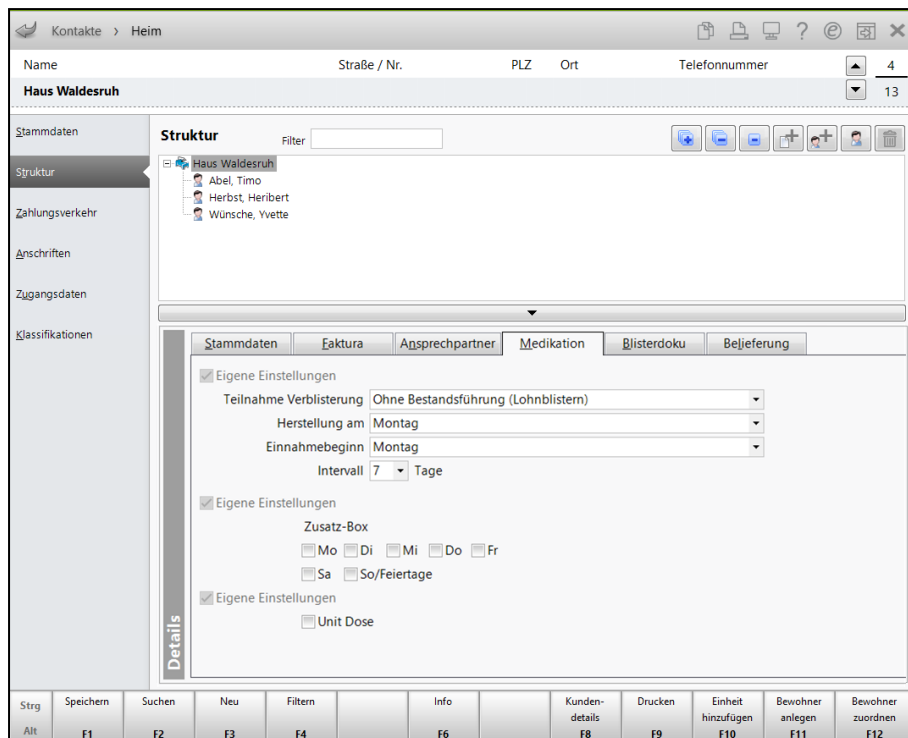 Kontakte > Heim
Name Straße / Nr. PLZ Ort Telefonnummer 4
Haus Waldesruh 13
Stammdaten
Struktur
Zahlungsverkehr
Anschriften
Zugangsdaten
Klassifikationen
Struktur Filter
Haus Waldesruh
Abel, Timo
Herbst, Heribert
Wünsche, Yvette
Details
Stammdaten Faktura Ansprechpartner Medikation Blisterdoku Belieferung
Eigene Einstellungen
Teilnahme Verblisterung Ohne Bestandsführung (Lohnblistern)
Herstellung am Montag
Einnahmebeginn Montag
Intervall 7 Tage
Eigene Einstellungen
Zusatz-Box
Mo Di Mi Do Fr
Sa So/Feiertage
Eigene Einstellungen
Unit Dose
Strg Alt
Speichern F1
Suchen F2
Neu F3
Filtern F4
Info F6
Kunden-
details F8
Drucken F9
Einheit
hinzufügen F10
Bewohner
anlegen F11
Bewohner
zuordnen F12